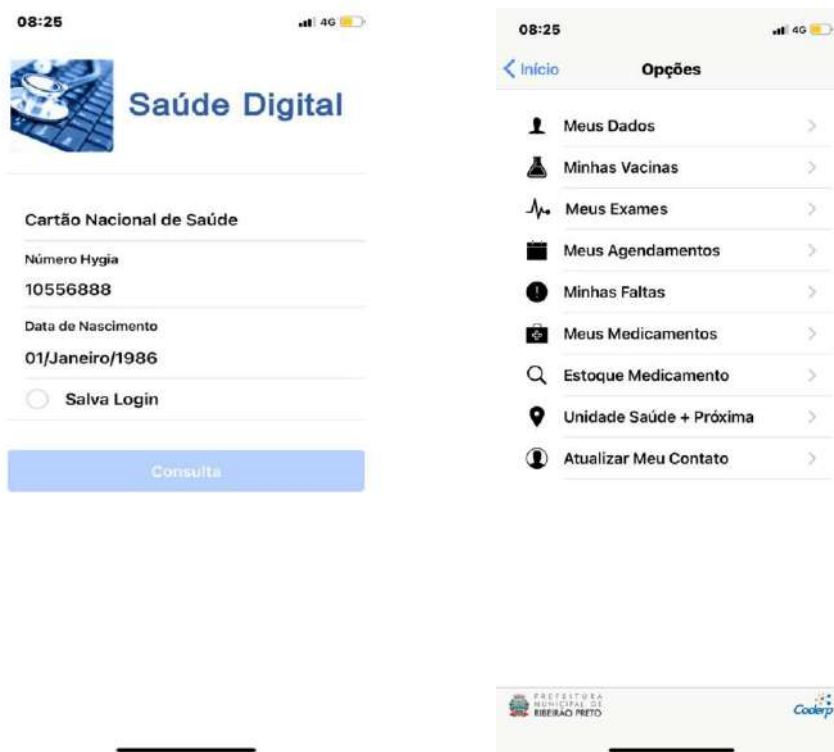 08:25
4G
Saúde Digital
Cartão Nacional de Saúde
Número Hygia
10556888
Data de Nascimento
01/Janeiro/1986
Salva Login
Consulta
08:25
4G
Início
Opções
Meus Dados
Minhas Vacinas
Meus Exames
Meus Agendamentos
Minhas Faltas
Meus Medicamentos
Estoque Medicamento
Unidade Saúde + Próxima
Atualizar Meu Contato
PREFEITURA
MUNICIPAL DE
RIBEIRÃO PRETO
Coderp